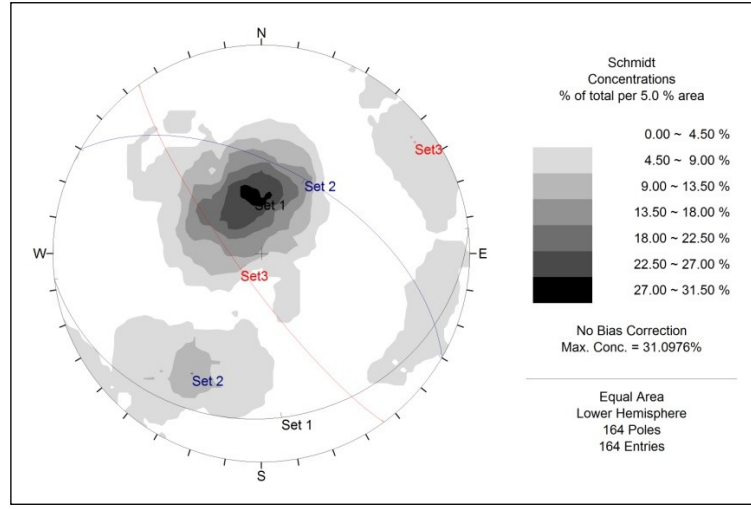 N
Set3
Set 2
Set 1
W
E
Set3
Set 2
Set 1
S
Schmidt
Concentrations
% of total per 5.0 % area
0.00 ~ 4.50 %
4.50 ~ 9.00 %
9.00 ~ 13.50 %
13.50 ~ 18.00 %
18.00 ~ 22.50 %
22.50 ~ 27.00 %
27.00 ~ 31.50 %
No Bias Correction
Max. Conc. = 31.0976%
Equal Area
Lower Hemisphere
164 Poles
164 Entries